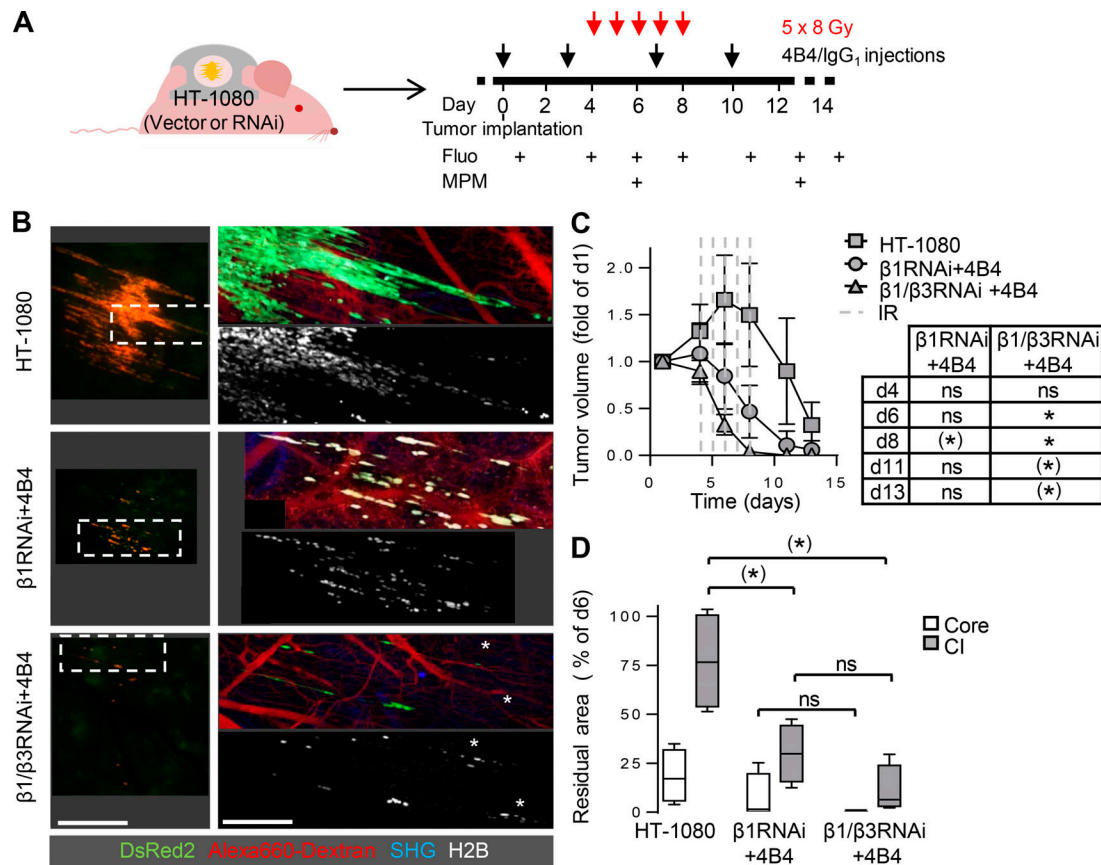 A
HT-1080
(Vector or RNAi)
5 x 8 Gy
4B4/IgG₁ injections
Day 0 2 4 6 8 10 12 14
Tumor implantation
Fluo + + + + + + +
MPM + +
B
HT-1080
β1RNAi+4B4
β1/β3RNAi+4B4
* *
* *
DsRed2 Alexa660-Dextran SHG H2B
C
Tumor volume (fold of d1)
2.0
1.5
1.0
0.5
0.0
0 5 10 15
Time (days)
HT-1080
β1RNAi+4B4
β1/β3RNAi +4B4
IR
β1RNAi +4B4 β1/β3RNAi +4B4
d4 ns ns
d6 ns *
d8 (*) *
d11 ns (*)
d13 ns (*)
D
Residual area ( % of d6)
100
75
50
25
0
(*)
(*)
ns
ns
Core
CI
HT-1080 β1RNAi +4B4 β1/β3RNAi +4B4